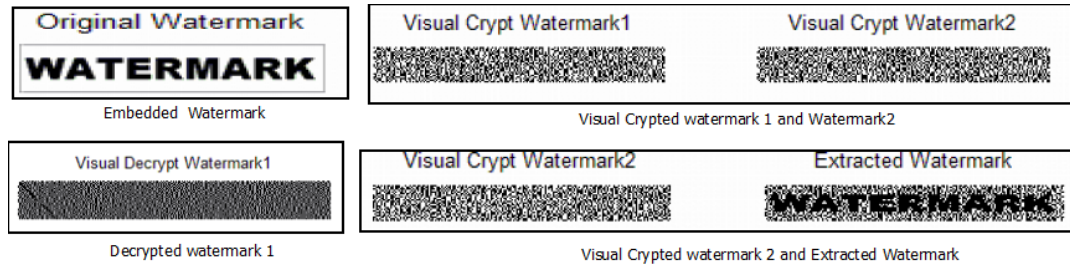 Original Watermark
WATERMARK
Embedded Watermark
Visual Crypt Watermark1 Visual Crypt Watermark2
Visual Crypted watermark 1 and Watermark2
Visual Decrypt Watermark1
Decrypted watermark 1
Visual Crypt Watermark2 Extracted Watermark
WATERMARK
Visual Crypted watermark 2 and Extracted Watermark